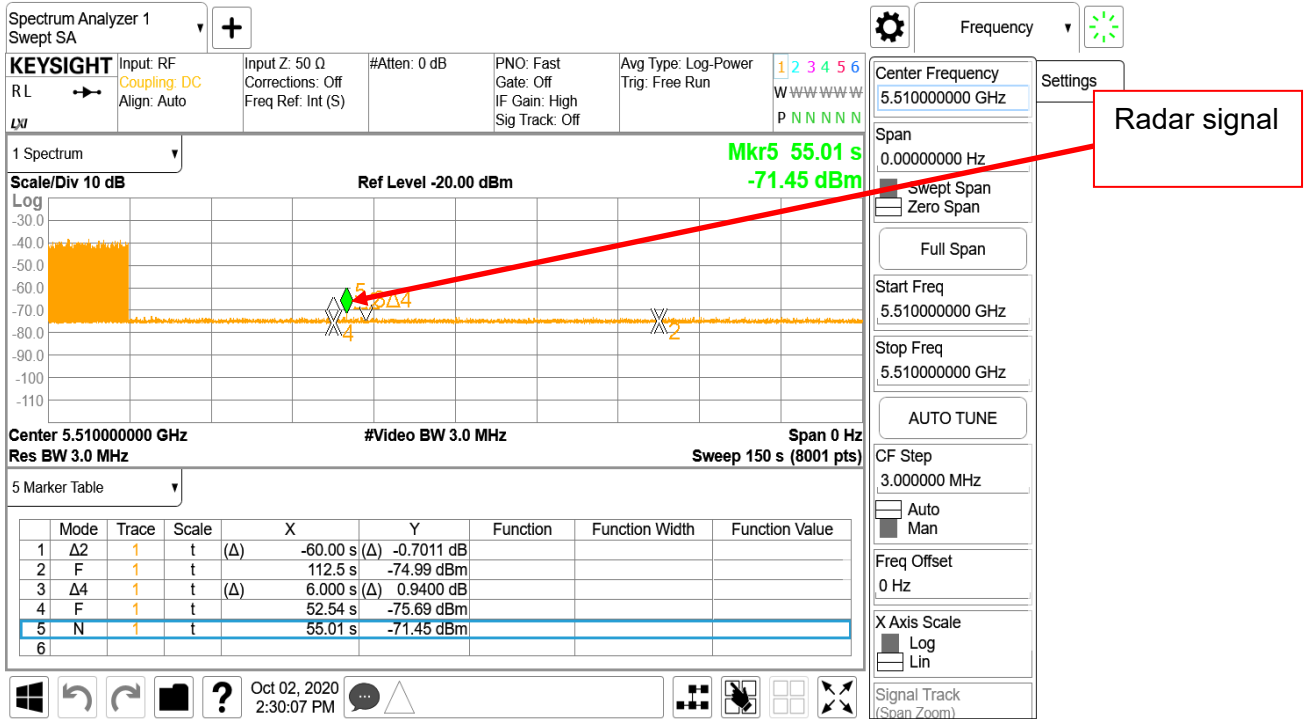 Spectrum Analyzer 1
Swept SA
Frequency
KEYSIGHT
RL
LXI
Input: RF
Coupling: DC
Align: Auto
Input Z: 50 Ω
Corrections: Off
Freq Ref: Int (S)
#Atten: 0 dB
PNO: Fast
Gate: Off
IF Gain: High
Sig Track: Off
Avg Type: Log-Power
Trig: Free Run
1 2 3 4 5 6
W W W W W W
P N N N N N
Center Frequency
5.510000000 GHz
Settings
Radar signal
Span
0.00000000 Hz
Swept Span
Zero Span
Full Span
Start Freq
5.510000000 GHz
Stop Freq
5.510000000 GHz
AUTO TUNE
CF Step
3.000000 MHz
Auto
Man
Freq Offset
0 Hz
X Axis Scale
Log
Lin
Signal Track
(Span Zoom)
1 Spectrum
Mkr5 55.01 s
-71.45 dBm
Scale/Div 10 dB
Ref Level -20.00 dBm
Log
-30.0
-40.0
-50.0
-60.0
-70.0
-80.0
-90.0
-100
-110
5
3Δ4
4
2
Center 5.510000000 GHz
#Video BW 3.0 MHz
Span 0 Hz
Res BW 3.0 MHz
Sweep 150 s (8001 pts)
5 Marker Table
Mode Trace Scale X Y Function Function Width Function Value
1 Δ2 1 t (Δ) -60.00 s (Δ) -0.7011 dB
2 F 1 t 112.5 s -74.99 dBm
3 Δ4 1 t (Δ) 6.000 s (Δ) 0.9400 dB
4 F 1 t 52.54 s -75.69 dBm
5 N 1 t 55.01 s -71.45 dBm
6
?
Oct 02, 2020
2:30:07 PM